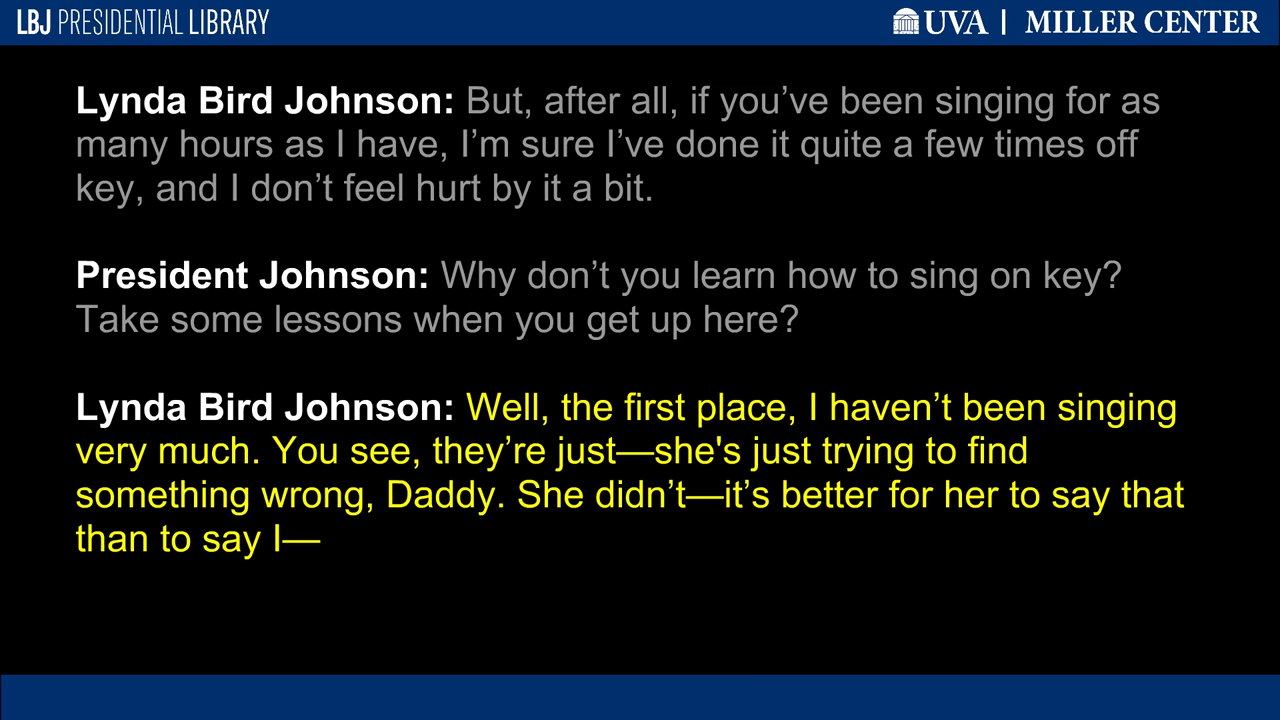 LBJ PRESIDENTIAL LIBRARY
UVA | MILLER CENTER
Lynda Bird Johnson: But, after all, if you’ve been singing for as
many hours as I have, I’m sure I’ve done it quite a few times off
key, and I don’t feel hurt by it a bit.
President Johnson: Why don’t you learn how to sing on key?
Take some lessons when you get up here?
Lynda Bird Johnson: Well, the first place, I haven’t been singing
very much. You see, they’re just—she's just trying to find
something wrong, Daddy. She didn’t—it’s better for her to say that
than to say I—